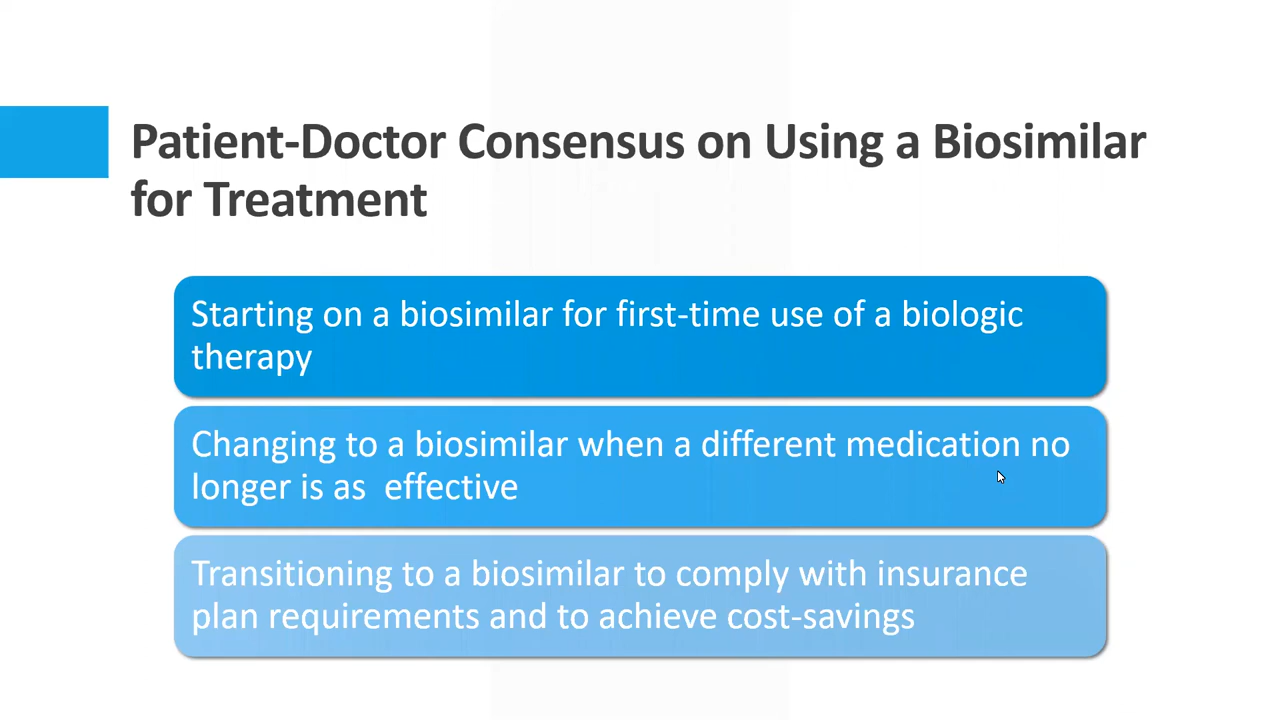 Patient-Doctor Consensus on Using a Biosimilar
for Treatment
Starting on a biosimilar for first-time use of a biologic
therapy
Changing to a biosimilar when a different medication no
longer is as  effective
Transitioning to a biosimilar to comply with insurance
plan requirements and to achieve cost-savings